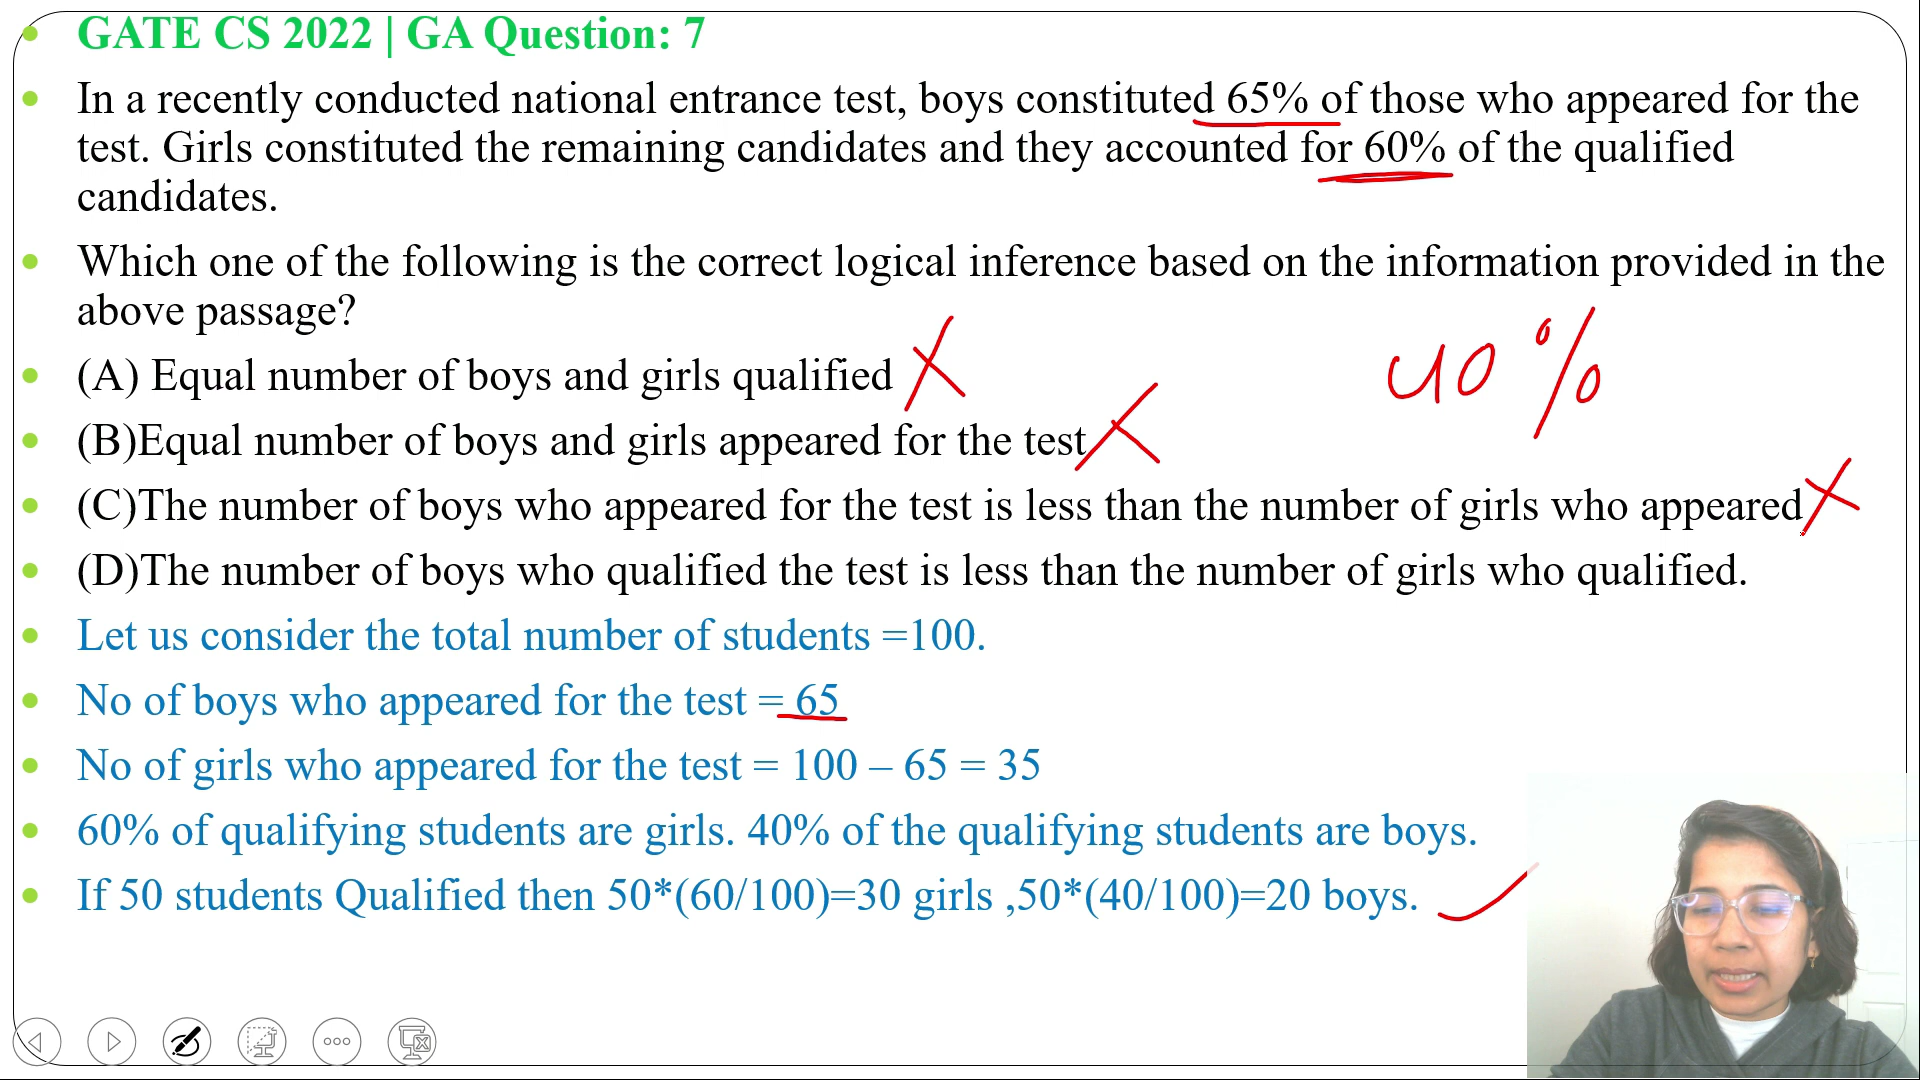 GATE CS 2022 | GA Question: 7
In a recently conducted national entrance test, boys constituted 65% of those who appeared for the
test. Girls constituted the remaining candidates and they accounted for 60% of the qualified
candidates.
Which one of the following is the correct logical inference based on the information provided in the
above passage?
(A) Equal number of boys and girls qualified
40%
(B)Equal number of boys and girls appeared for the test
(C)The number of boys who appeared for the test is less than the number of girls who appeared
(D)The number of boys who qualified the test is less than the number of girls who qualified.
Let us consider the total number of students =100.
No of boys who appeared for the test = 65
No of girls who appeared for the test = 100 – 65 = 35
60% of qualifying students are girls. 40% of the qualifying students are boys.
If 50 students Qualified then 50*(60/100)=30 girls ,50*(40/100)=20 boys.